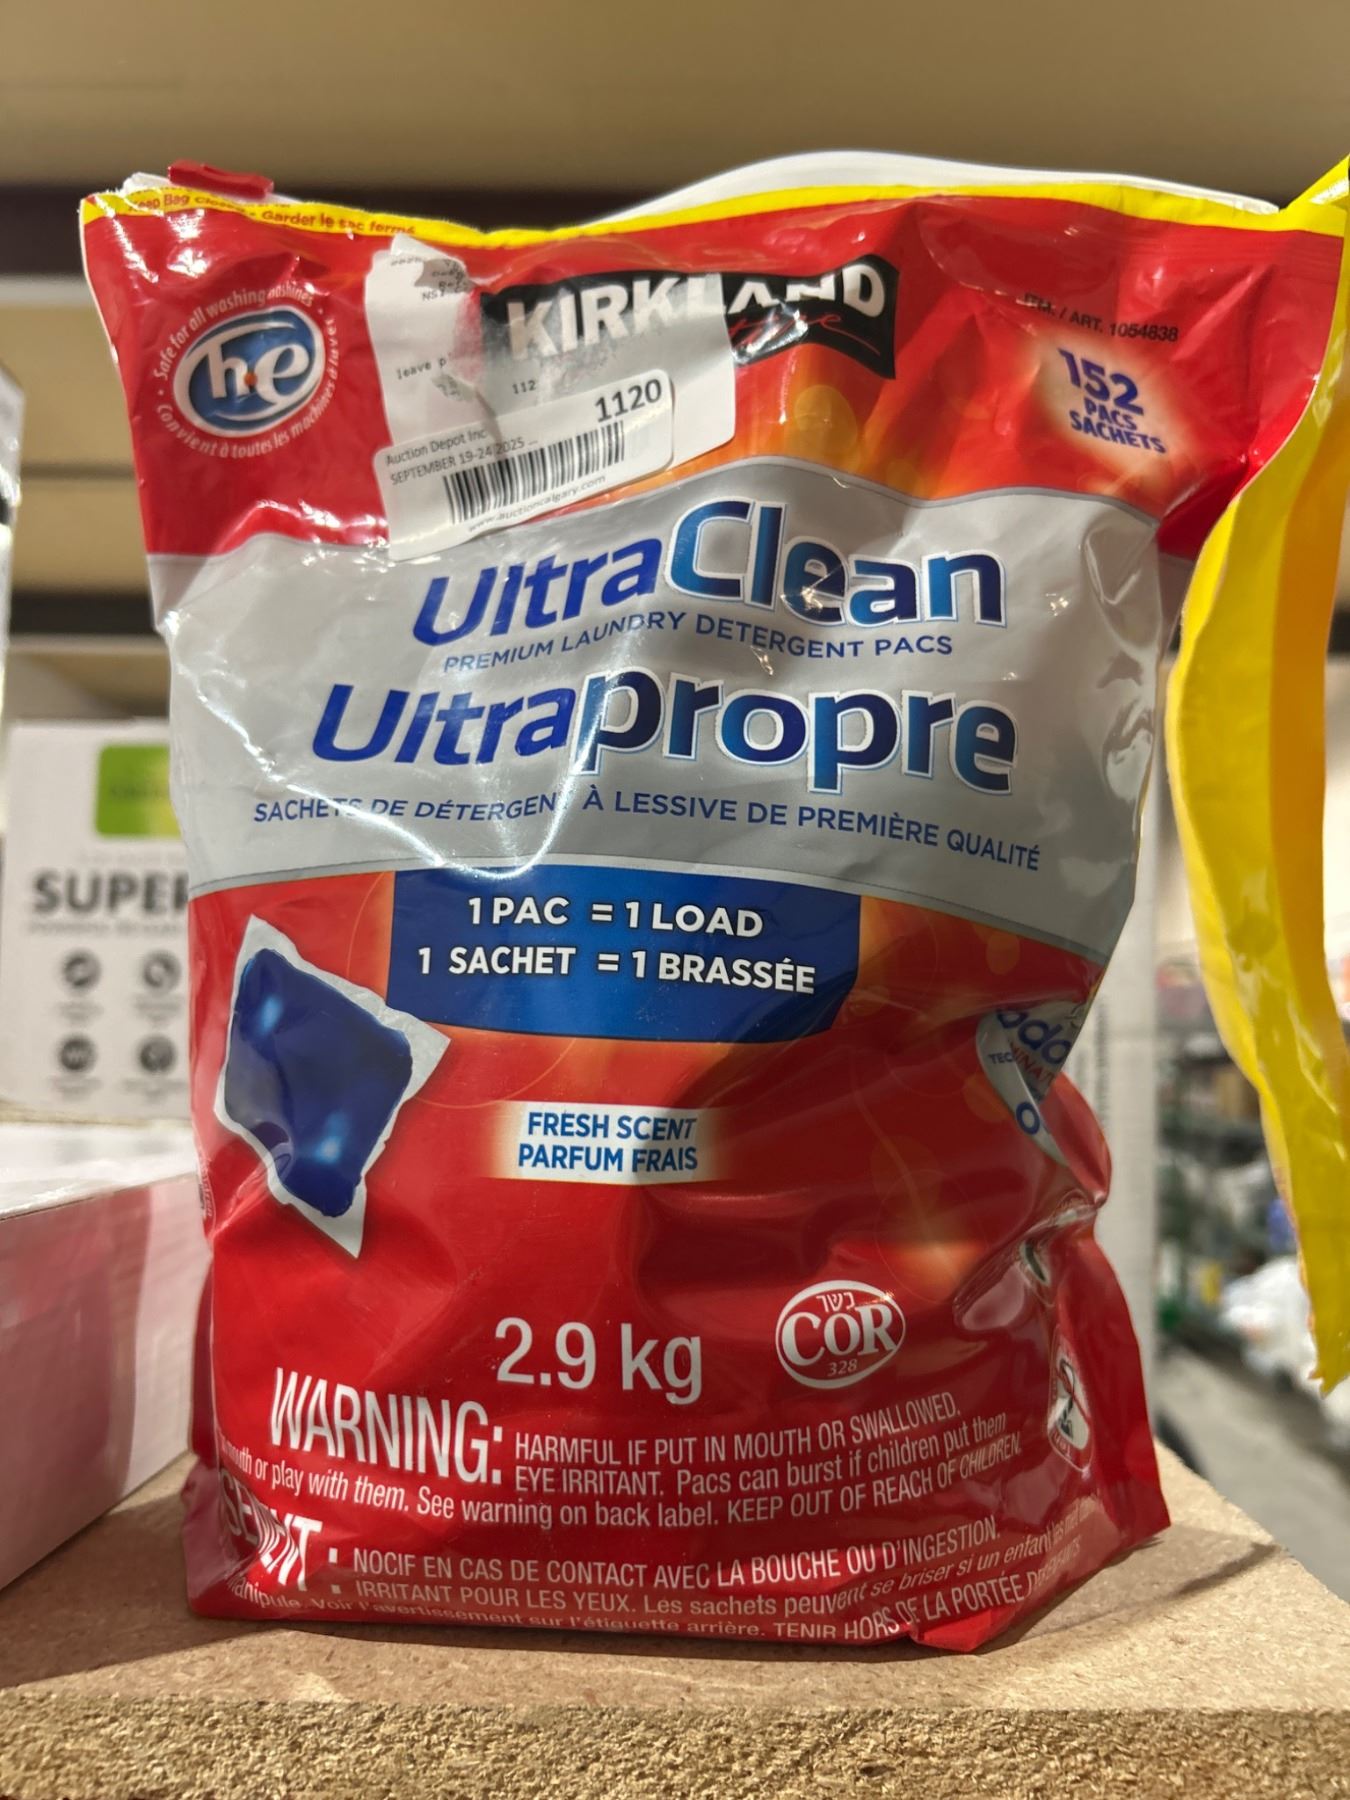 Keep Bag Closed • Garder le sac fermé
Safe for all washing machines • Convient à toutes les machines à laver
he
leave
112
KIRKLAND
ITM. / ART. 1054838
152
PACS
SACHETS
1120
Auction Depot Inc
SEPTEMBER 19-24 2025 ...
www.auctioncalgary.com
UltraClean
PREMIUM LAUNDRY DETERGENT PACS
Ultrapropre
SACHETS DE DÉTERGENT À LESSIVE DE PREMIÈRE QUALITÉ
SUPER
1 PAC = 1 LOAD
1 SACHET = 1 BRASSÉE
FRESH SCENT
PARFUM FRAIS
2.9 kg
כשר
COR
328
WARNING: HARMFUL IF PUT IN MOUTH OR SWALLOWED.
EYE IRRITANT. Pacs can burst if children put them
or play with them. See warning on back label. KEEP OUT OF REACH OF CHILDREN.
NOCIF EN CAS DE CONTACT AVEC LA BOUCHE OU D'INGESTION.
IRRITANT POUR LES YEUX. Les sachets peuvent se briser si un enfant les
manipule. Voir l'avertissement sur l'étiquette arrière. TENIR HORS DE LA PORTÉE